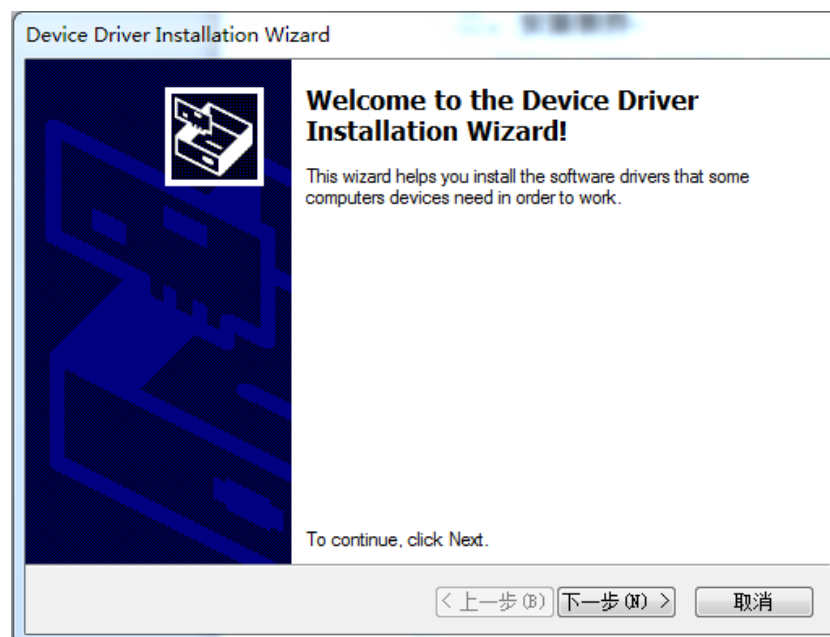 Device Driver Installation Wizard
Welcome to the Device Driver
Installation Wizard!
This wizard helps you install the software drivers that some
computers devices need in order to work.
To continue, click Next.
< 上一步(B) 下一步(N) > 取消